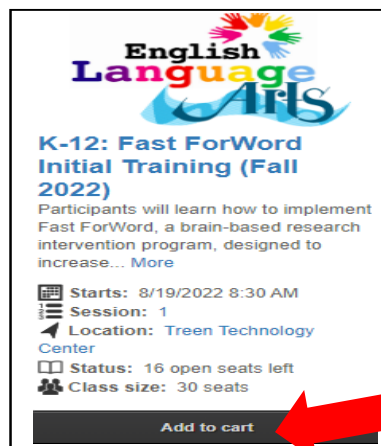 English
Language
Arts
K-12: Fast ForWord
Initial Training (Fall
2022)
Participants will learn how to implement
Fast ForWord, a brain-based research
intervention program, designed to
increase... More
Starts: 8/19/2022 8:30 AM
Session: 1
Location: Treen Technology
Center
Status: 16 open seats left
Class size: 30 seats
Add to cart